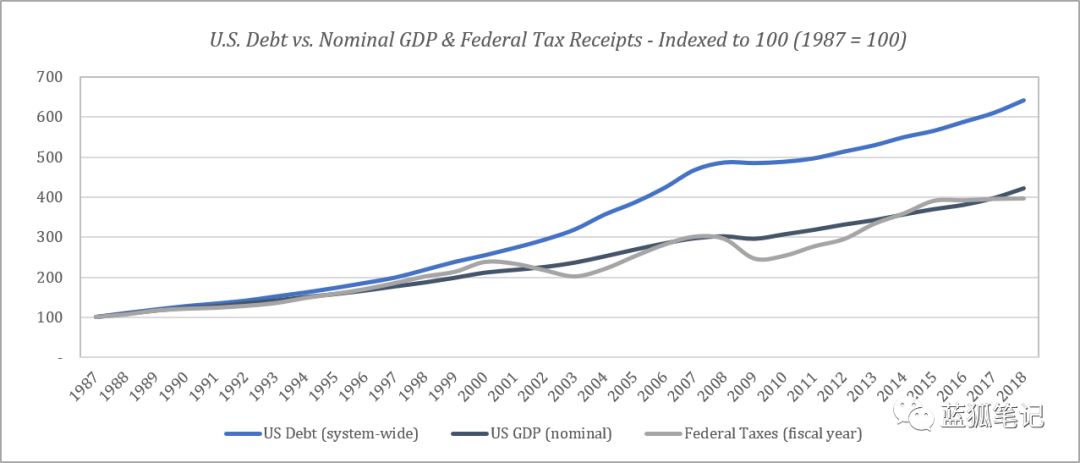 U.S. Debt vs. Nominal GDP & Federal Tax Receipts - Indexed to 100 (1987 = 100)
700
600
500
400
300
200
100
-
1987 1988 1989 1990 1991 1992 1993 1994 1995 1996 1997 1998 1999 2000 2001 2002 2003 2004 2005 2006 2007 2008 2009 2010 2011 2012 2013 2014 2015 2016 2017 2018
蓝狐笔记
US Debt (system-wide) US GDP (nominal) Federal Taxes (fiscal year)